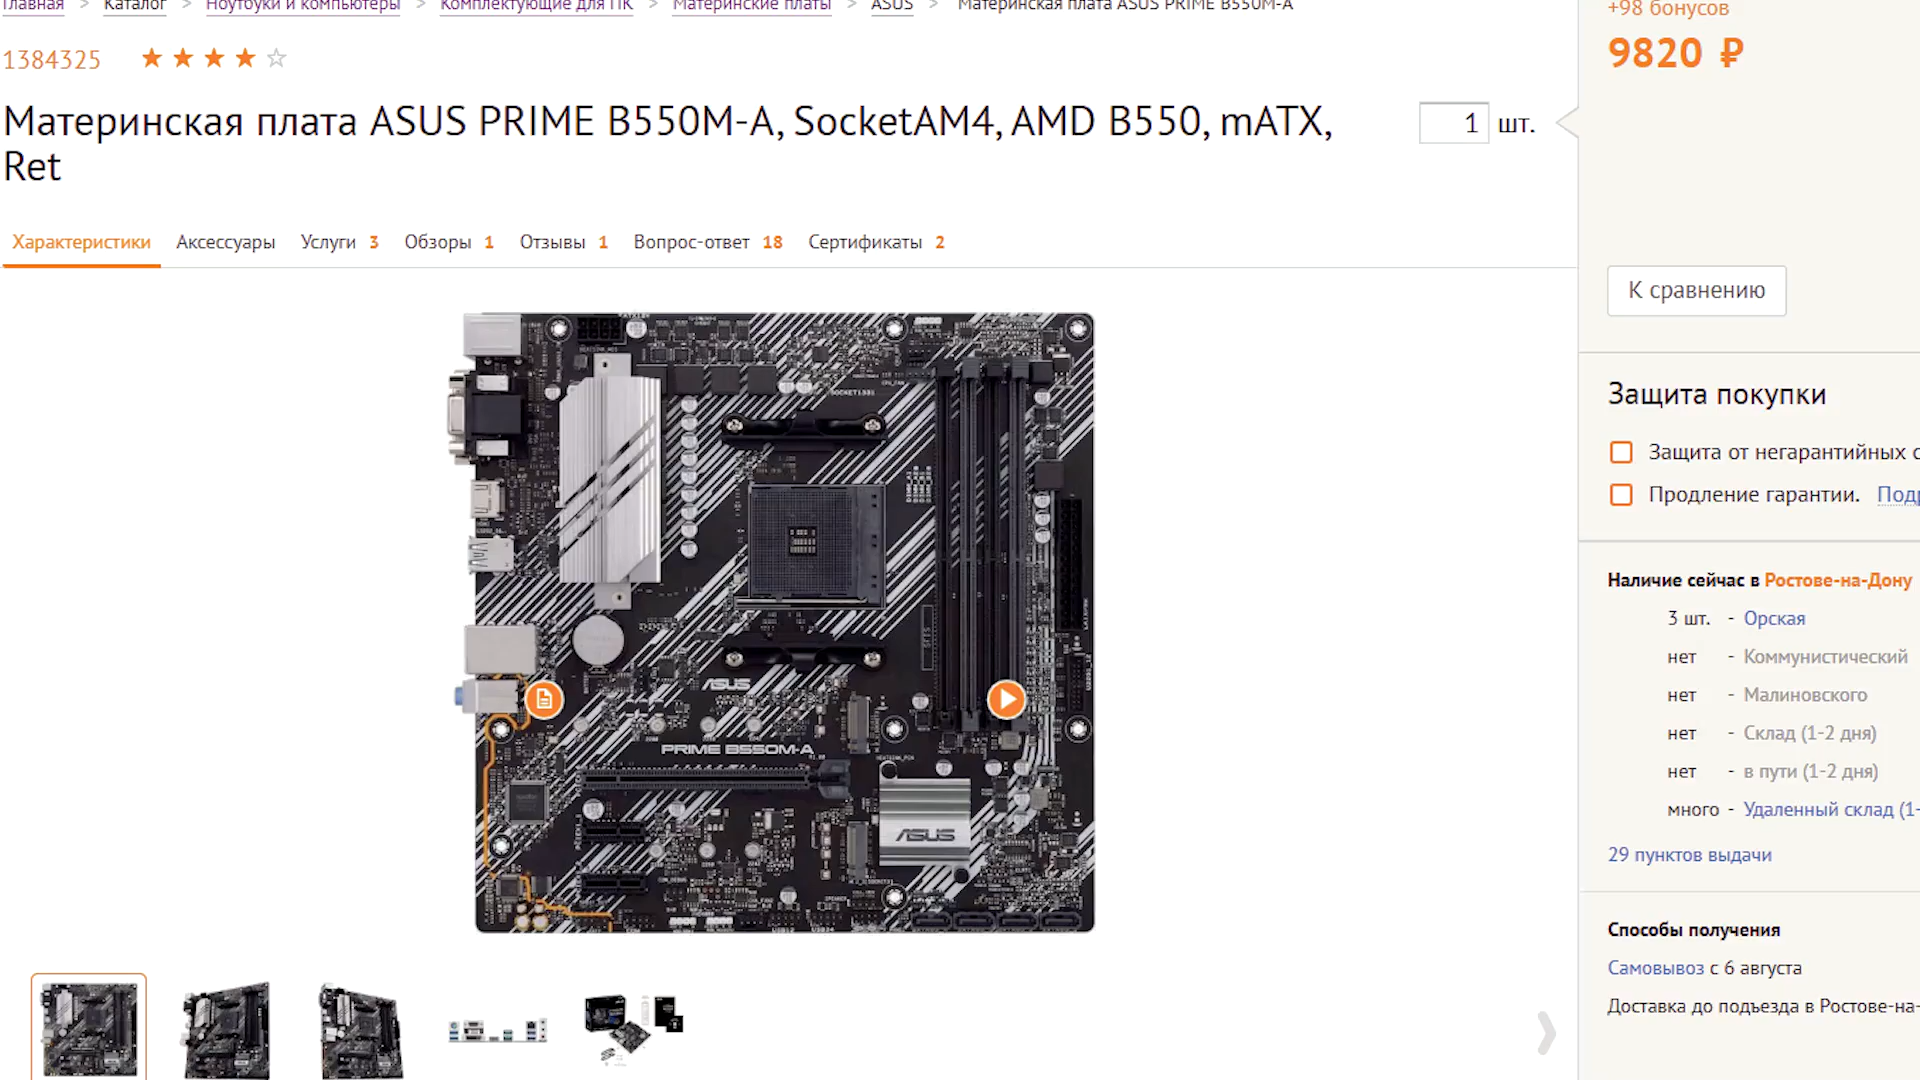 Главная > Каталог > Ноутбуки и компьютеры > Комплектующие для ПК > Материнские платы > ASUS > Материнская плата ASUS PRIME B550M-A
1384325
Материнская плата ASUS PRIME B550M-A, SocketAM4, AMD B550, mATX,
Ret
1 шт.
Характеристики Аксессуары Услуги 3 Обзоры 1 Отзывы 1 Вопрос-ответ 18 Сертификаты 2
SOCKET1331
ASUS
PRIME B550M-A
ASUS
+98 бонусов
9820 ₽
К сравнению
Защита покупки
Защита от негарантийных с
Продление гарантии. Подр
Наличие сейчас в Ростове-на-Дону
3 шт. - Орская
нет - Коммунистический
нет - Малиновского
нет - Склад (1-2 дня)
нет - в пути (1-2 дня)
много - Удаленный склад (1-
29 пунктов выдачи
Способы получения
Самовывоз с 6 августа
Доставка до подъезда в Ростове-на-